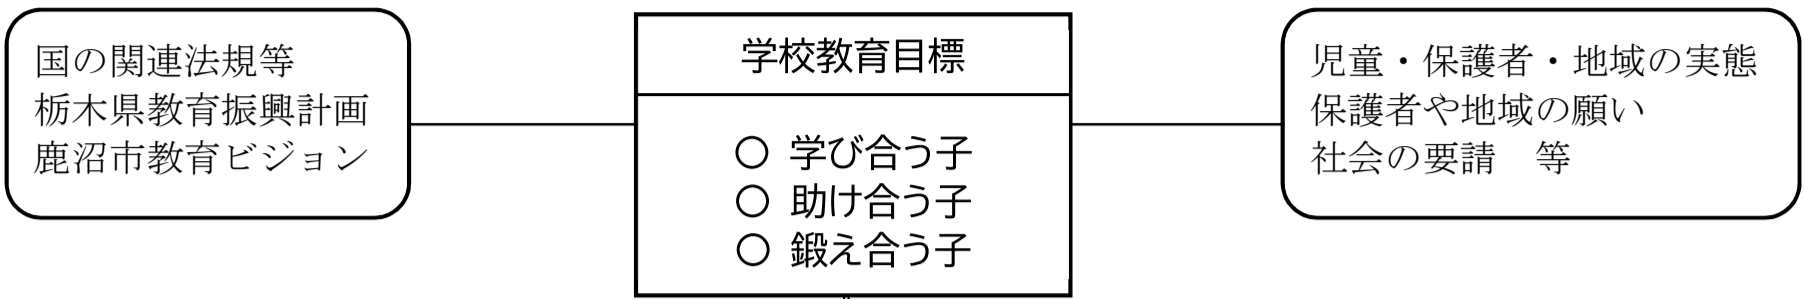 国の関連法規等
栃木県教育振興計画
鹿沼市教育ビジョン
学校教育目標
○ 学び合う子
○ 助け合う子
○ 鍛え合う子
児童・保護者・地域の実態
保護者や地域の願い
社会の要請　等